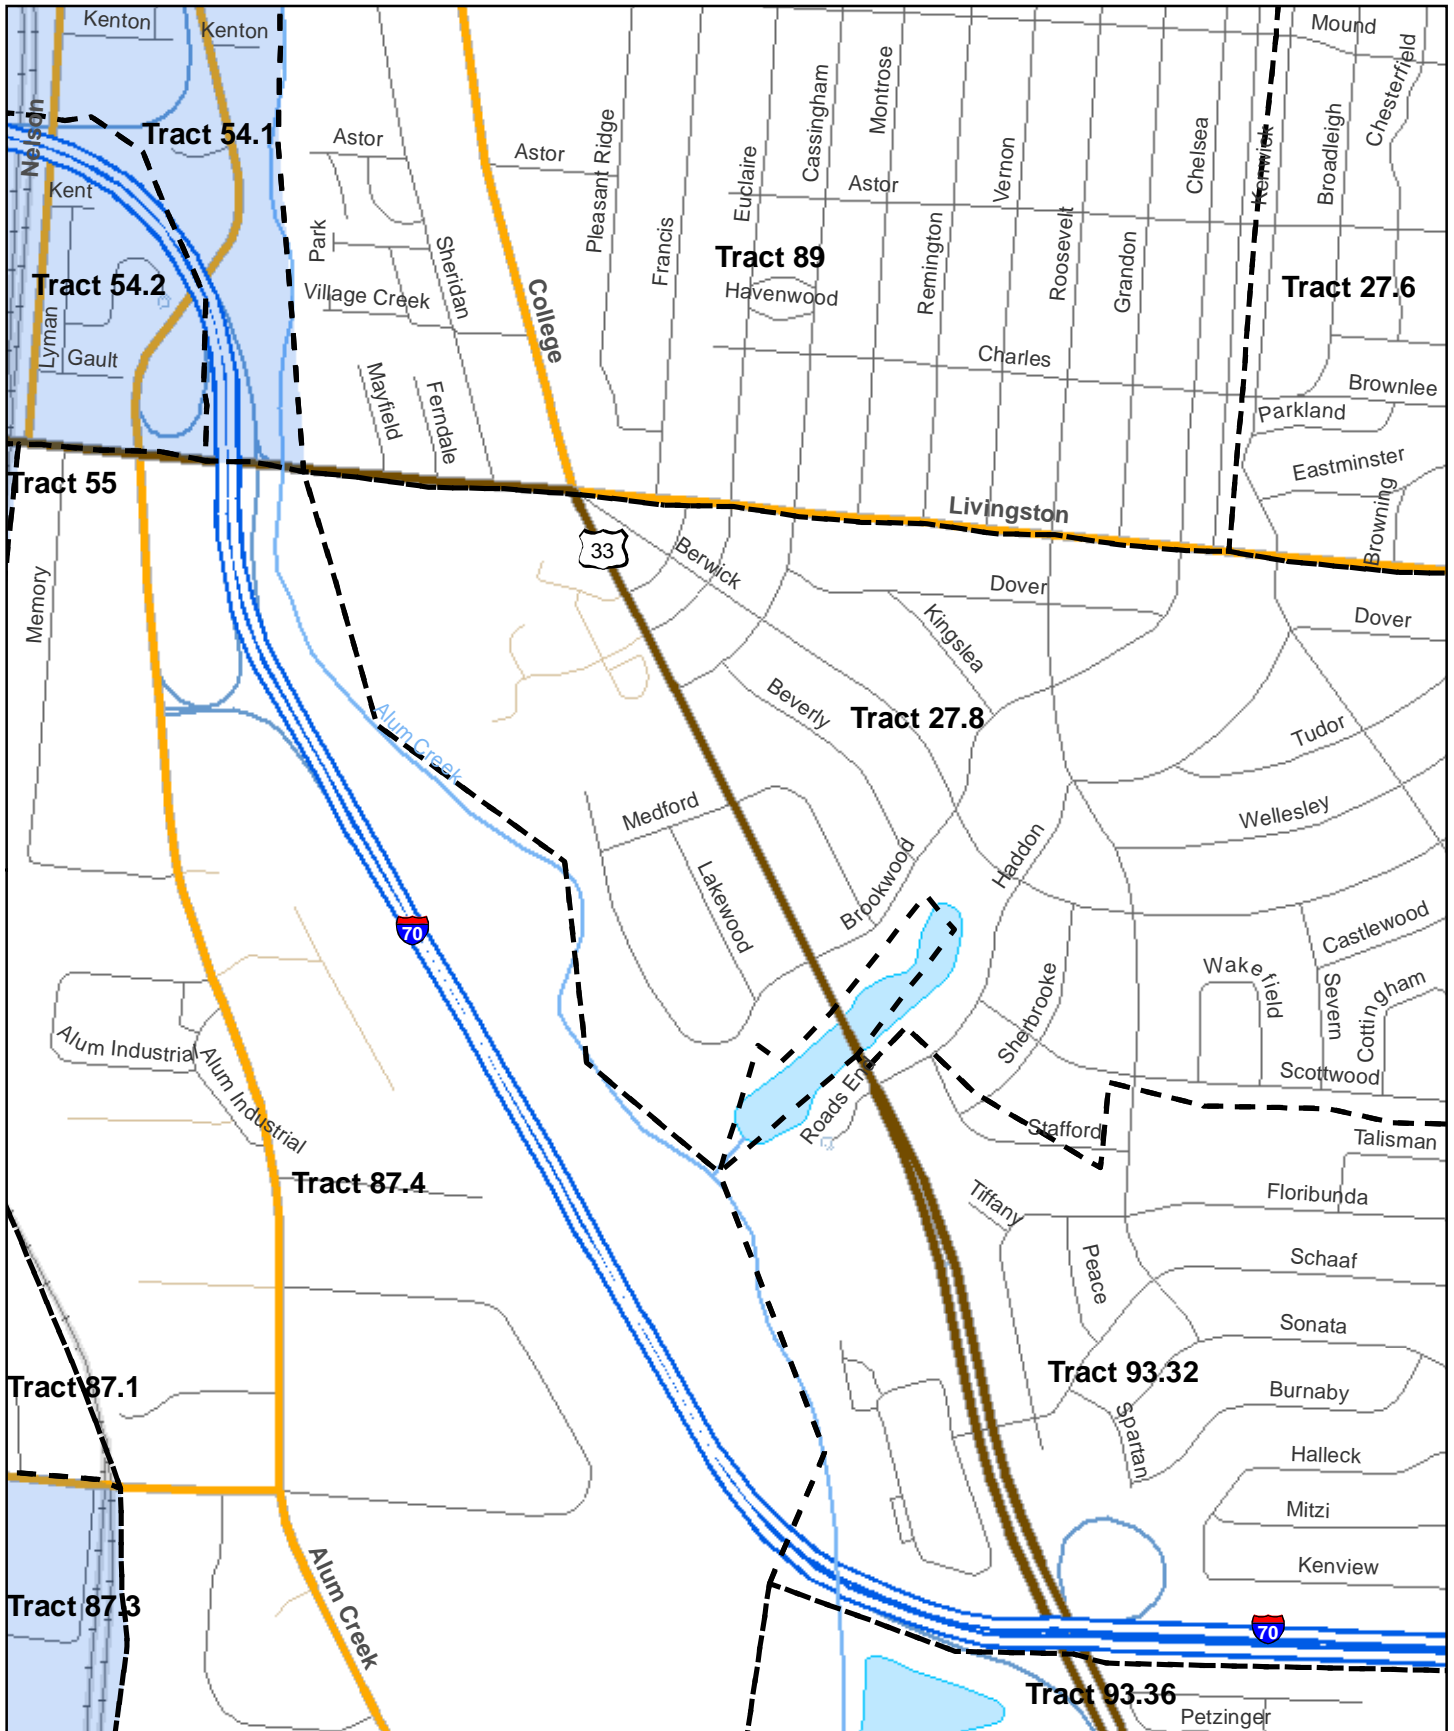 Kenton
Kenton
Mound
Chesterfield
Nelson
Tract 54.1
Astor
Astor
Pleasant Ridge
Cassingham
Montrose
Euclaire
Astor
Vernon
Chelsea
Kenwick
Broadleigh
Kent
Park
Sheridan
Francis
Remington
Roosevelt
Grandon
Tract 89
Havenwood
Tract 27.6
Tract 54.2
Village Creek
College
Lyman
Gault
Charles
Mayfield
Ferndale
Brownlee
Parkland
Eastminster
Browning
Tract 55
Livingston
33
Berwick
Dover
Dover
Memory
Kingslea
Beverly
Tract 27.8
Tudor
Alum Creek
Medford
Wellesley
Haddon
Lakewood
Brookwood
70
Castlewood
Wakefield
Severn
Cottingham
Sherbrooke
Alum Industrial
Alum Industrial
Scottwood
Roads End
Stafford
Talisman
Tract 87.4
Tiffany
Floribunda
Peace
Schaaf
Sonata
Tract 87.1
Tract 93.32
Burnaby
Spartan
Halleck
Mitzi
Kenview
Alum Creek
Tract 87.3
70
Tract 93.36
Petzinger